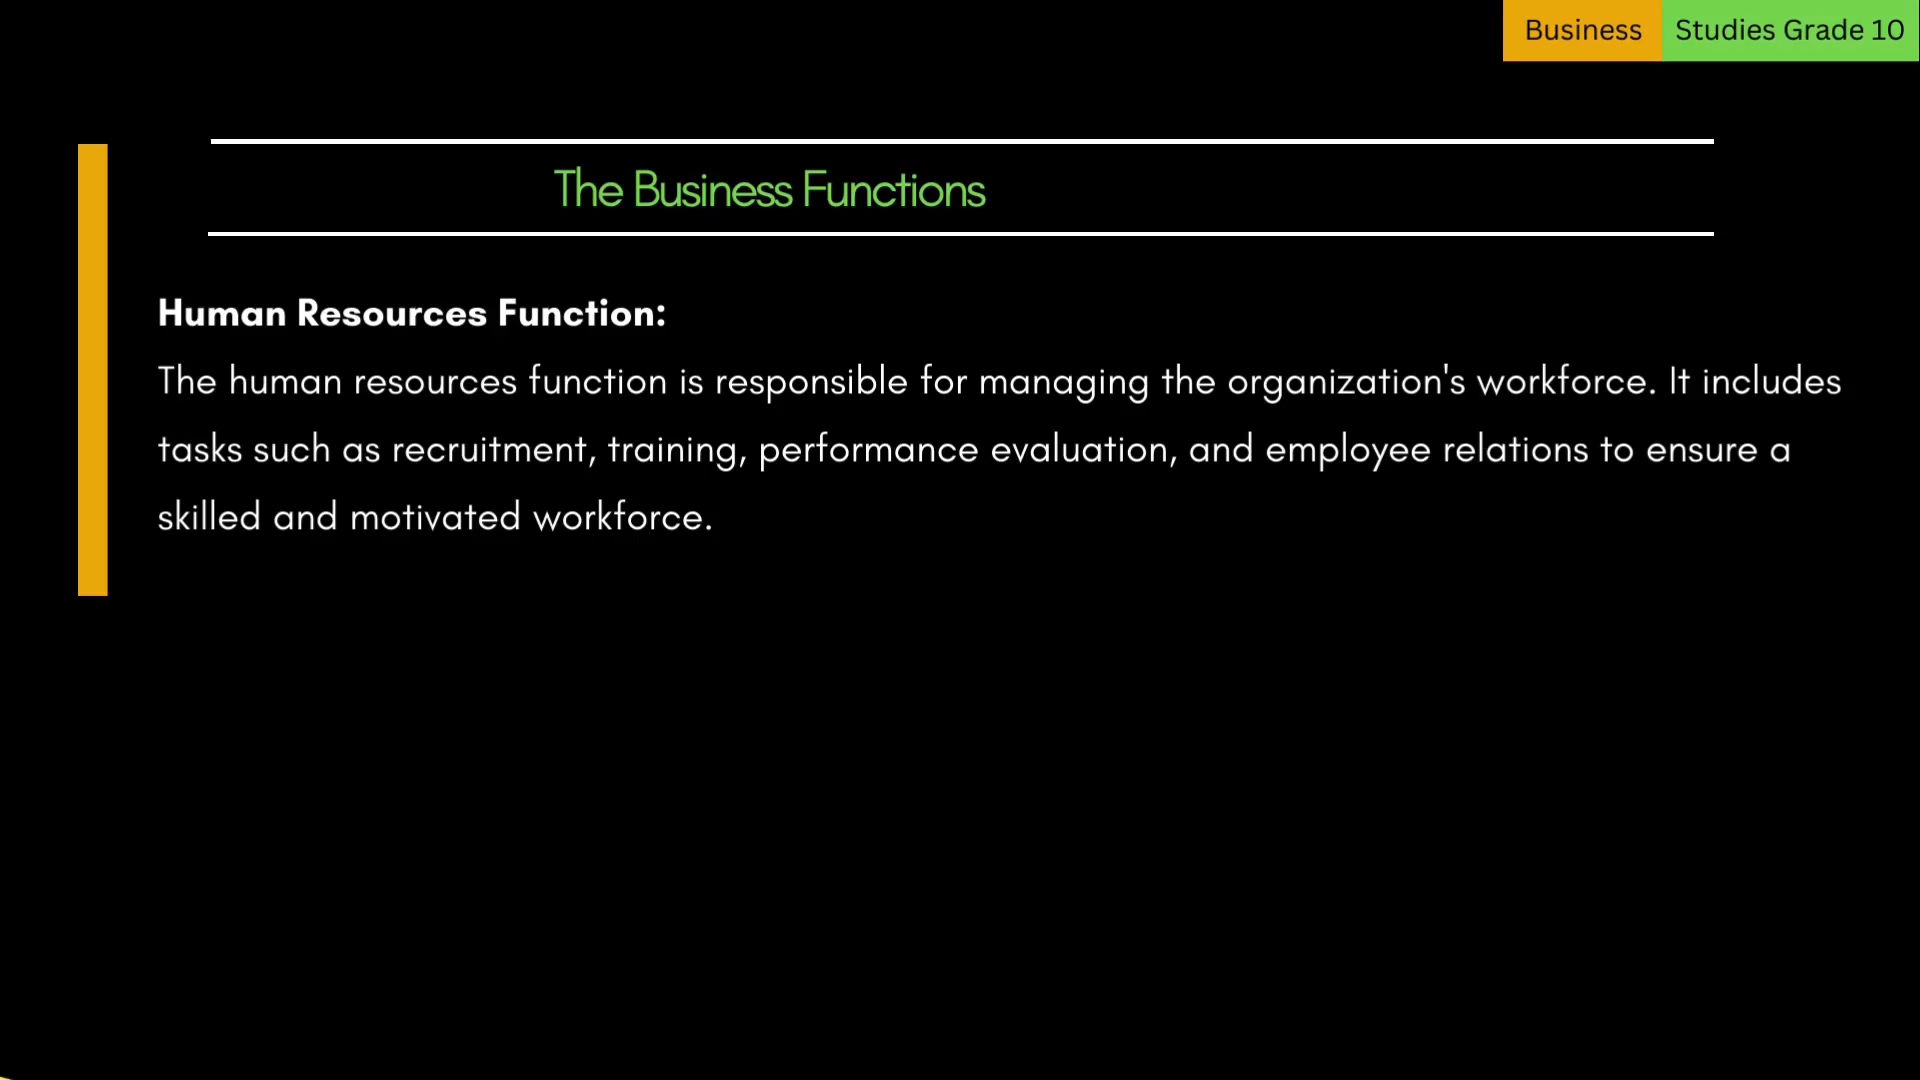 Business Studies Grade 10
The Business Functions
Human Resources Function:
The human resources function is responsible for managing the organization's workforce. It includes
tasks such as recruitment, training, performance evaluation, and employee relations to ensure a
skilled and motivated workforce.